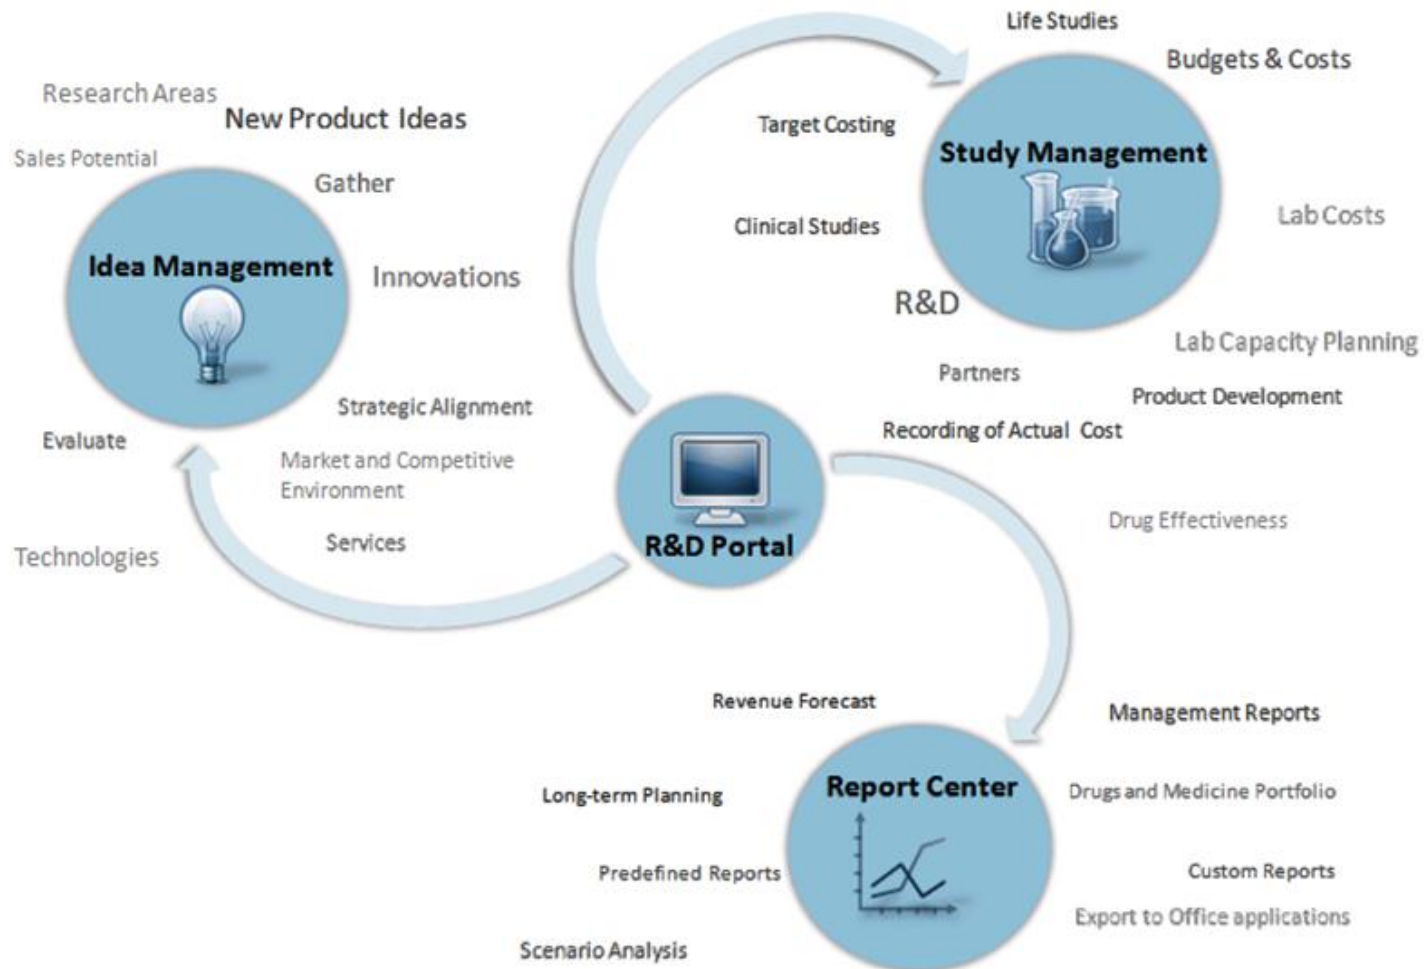 Life Studies
Budgets & Costs
Research Areas
New Product Ideas
Target Costing
Study Management
Sales Potential
Gather
Clinical Studies
Lab Costs
Idea Management
Innovations
R&D
Lab Capacity Planning
Partners
Product Development
Strategic Alignment
Evaluate
Recording of Actual Cost
Market and Competitive
Environment
Drug Effectiveness
Services
R&D Portal
Technologies
Revenue Forecast
Management Reports
Report Center
Long-term Planning
Drugs and Medicine Portfolio
Predefined Reports
Custom Reports
Export to Office applications
Scenario Analysis